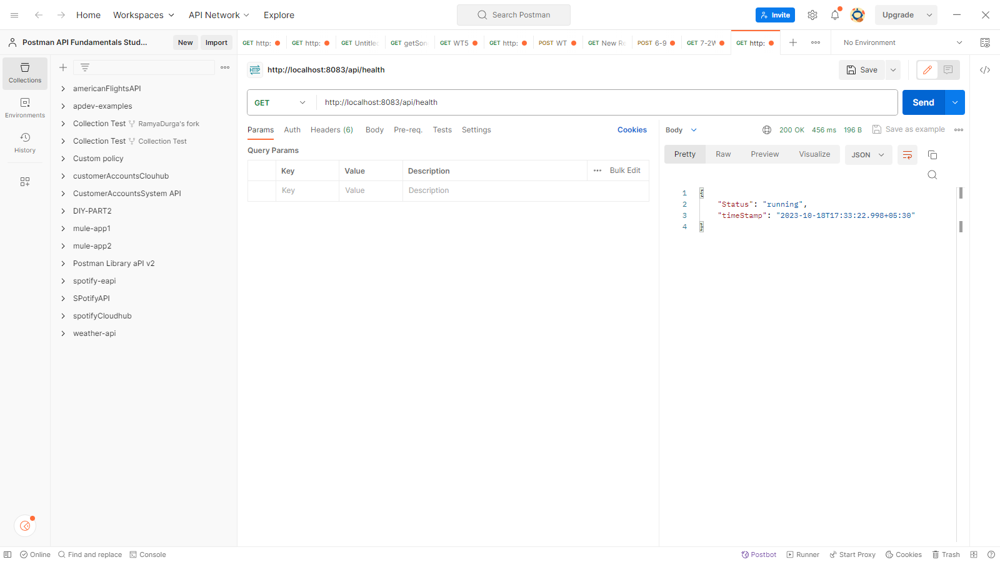 Home Workspaces API Network Explore Search Postman Invite Upgrade
Postman API Fundamentals Stud... New Import
GET http: GET http: GET Untitle GET getSon GET WT5 GET http: POST WT GET New Re POST 6-9 GET 7-2W GET http: No Environment
Collections
Environments
History
americanFlightsAPI
apdev-examples
Collection Test RamyaDurga's fork
Collection Test Collection Test
Custom policy
customerAccountsClouhub
CustomerAccountsSystem API
DIY-PART2
mule-app1
mule-app2
Postman Library aPI v2
spotify-eapi
SPotifyAPI
spotifyCloudhub
weather-api
HTTP http://localhost:8083/api/health Save
GET http://localhost:8083/api/health Send
Params Auth Headers (6) Body Pre-req. Tests Settings Cookies
Query Params
Key Value Description Bulk Edit
Key Value Description
Body 200 OK 456 ms 196 B Save as example
Pretty Raw Preview Visualize JSON
1 {
2 "Status": "running",
3 "timeStamp": "2023-10-18T17:33:22.998+05:30"
4 }
Online Find and replace Console Postbot Runner Start Proxy Cookies Trash